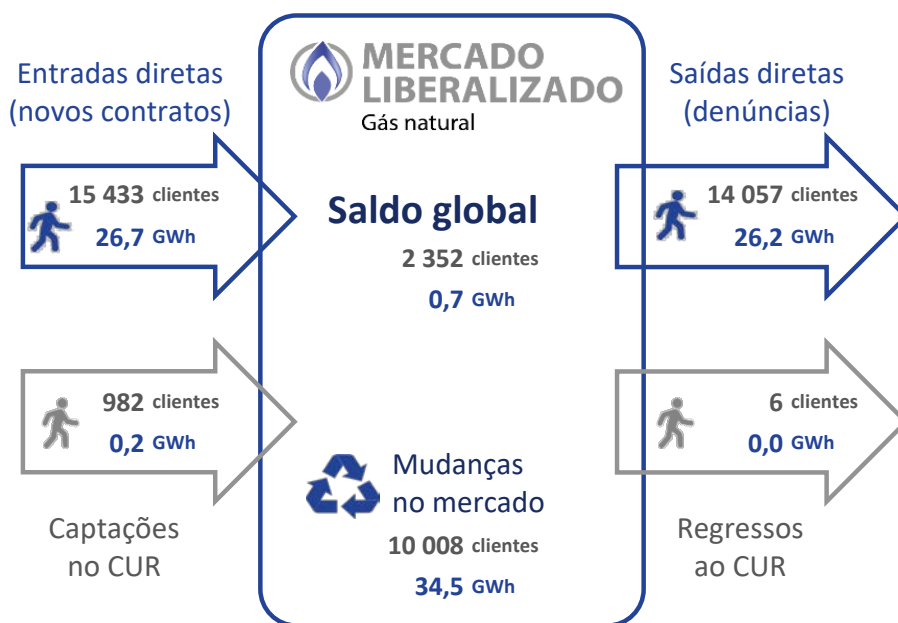 Entradas diretas
(novos contratos)
15 433 clientes
26,7 GWh
982 clientes
0,2 GWh
Captações
no CUR
MERCADO
LIBERALIZADO
Gás natural
Saldo global
2 352 clientes
0,7 GWh
Mudanças
no mercado
10 008 clientes
34,5 GWh
Saídas diretas
(denúncias)
14 057 clientes
26,2 GWh
6 clientes
0,0 GWh
Regressos
ao CUR